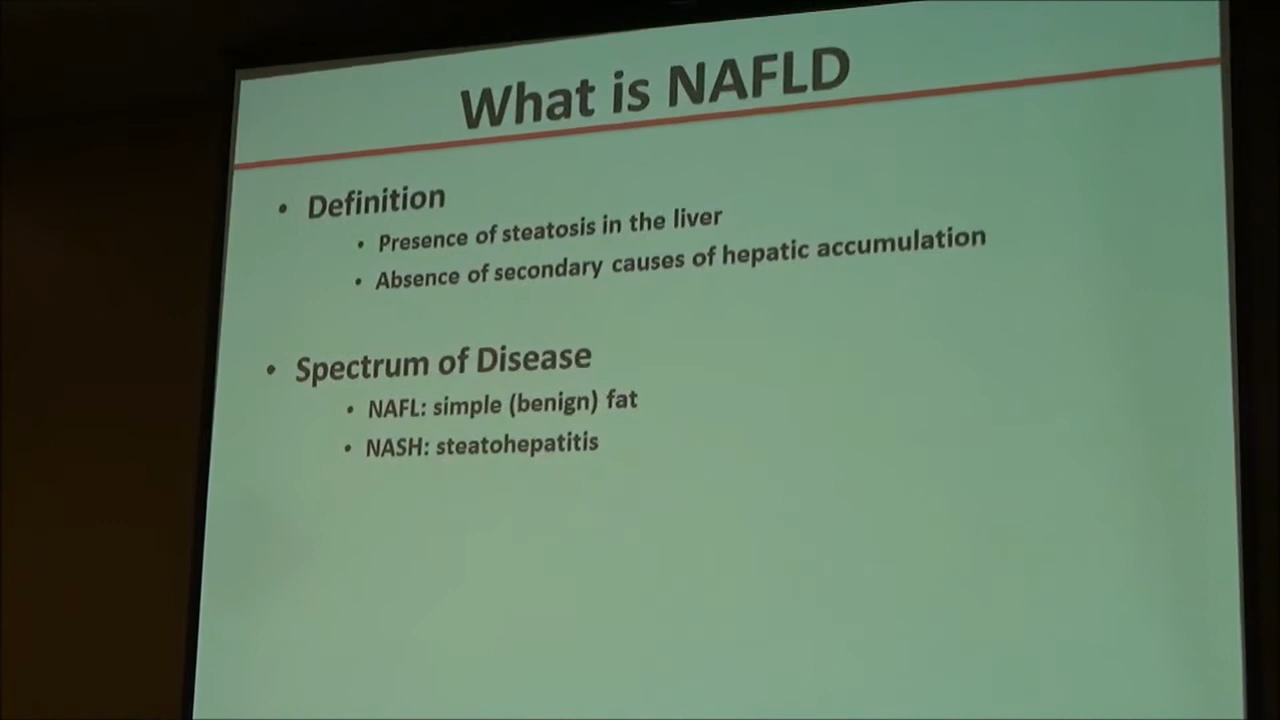 What is NAFLD
• Definition
• Presence of steatosis in the liver
• Absence of secondary causes of hepatic accumulation
• Spectrum of Disease
• NAFL: simple (benign) fat
• NASH: steatohepatitis